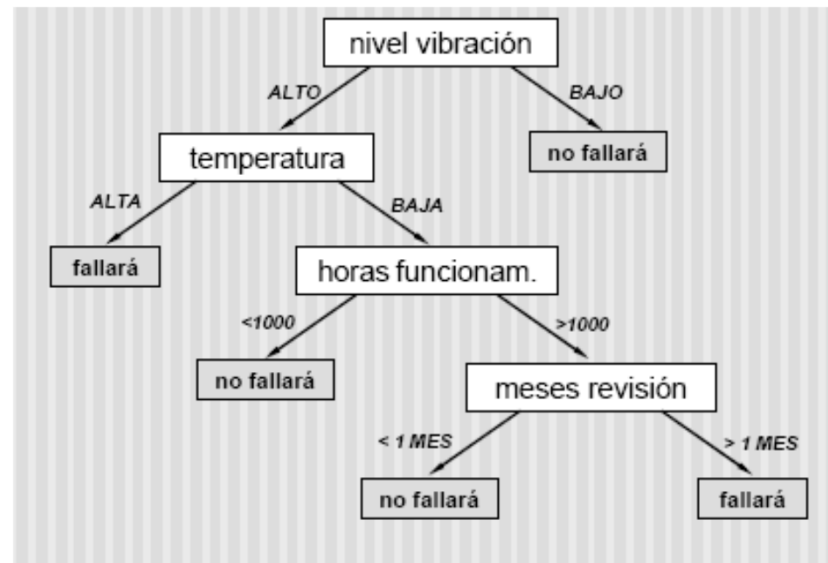 nivel vibración
ALTO
BAJO
temperatura
no fallará
ALTA
BAJA
fallará
horas funcionam.
<1000
>1000
no fallará
meses revisión
< 1 MES
> 1 MES
no fallará
fallará